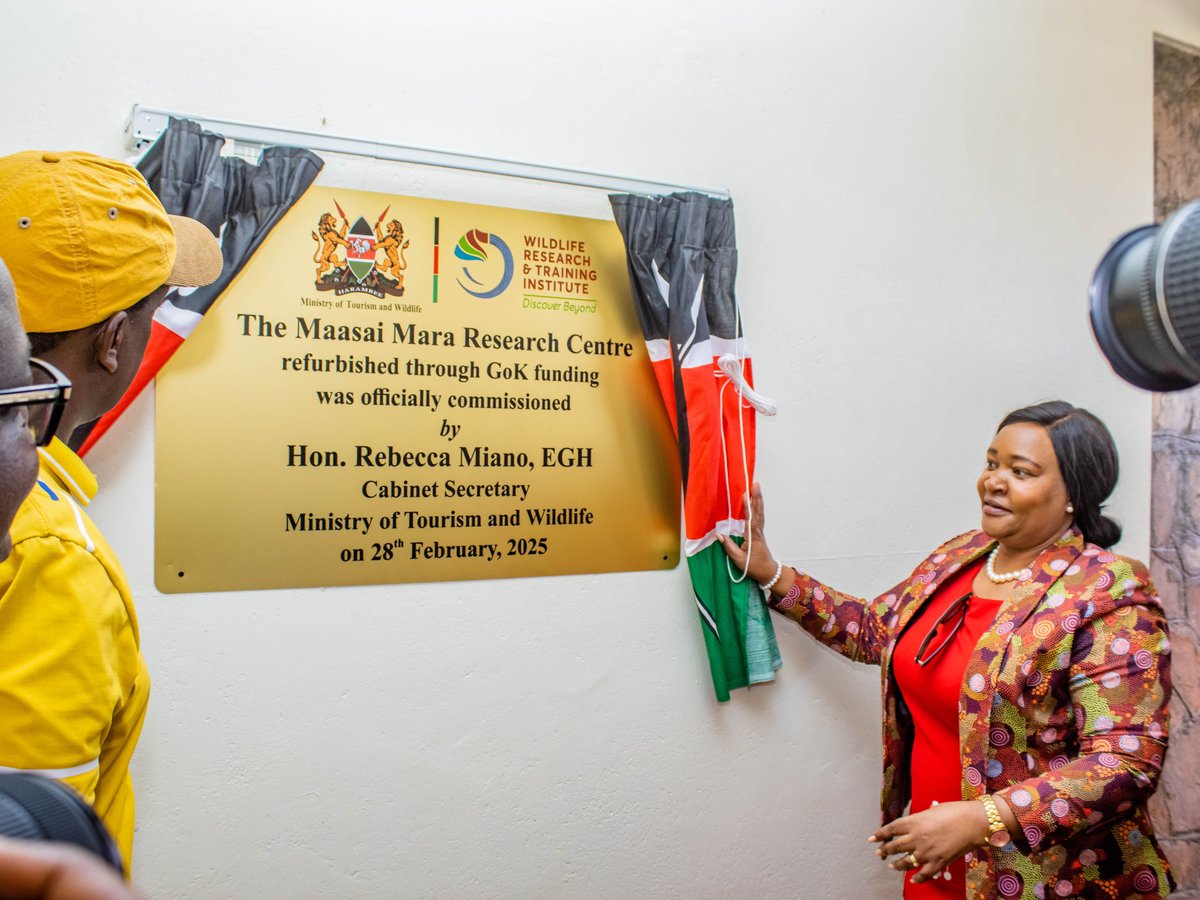 HARAMBEE
Ministry of Tourism and Wildlife
WILDLIFE
RESEARCH
& TRAINING
INSTITUTE
Discover Beyond
The Maasai Mara Research Centre
refurbished through GoK funding
was officially commissioned
by
Hon. Rebecca Miano, EGH
Cabinet Secretary
Ministry of Tourism and Wildlife
on 28th February, 2025